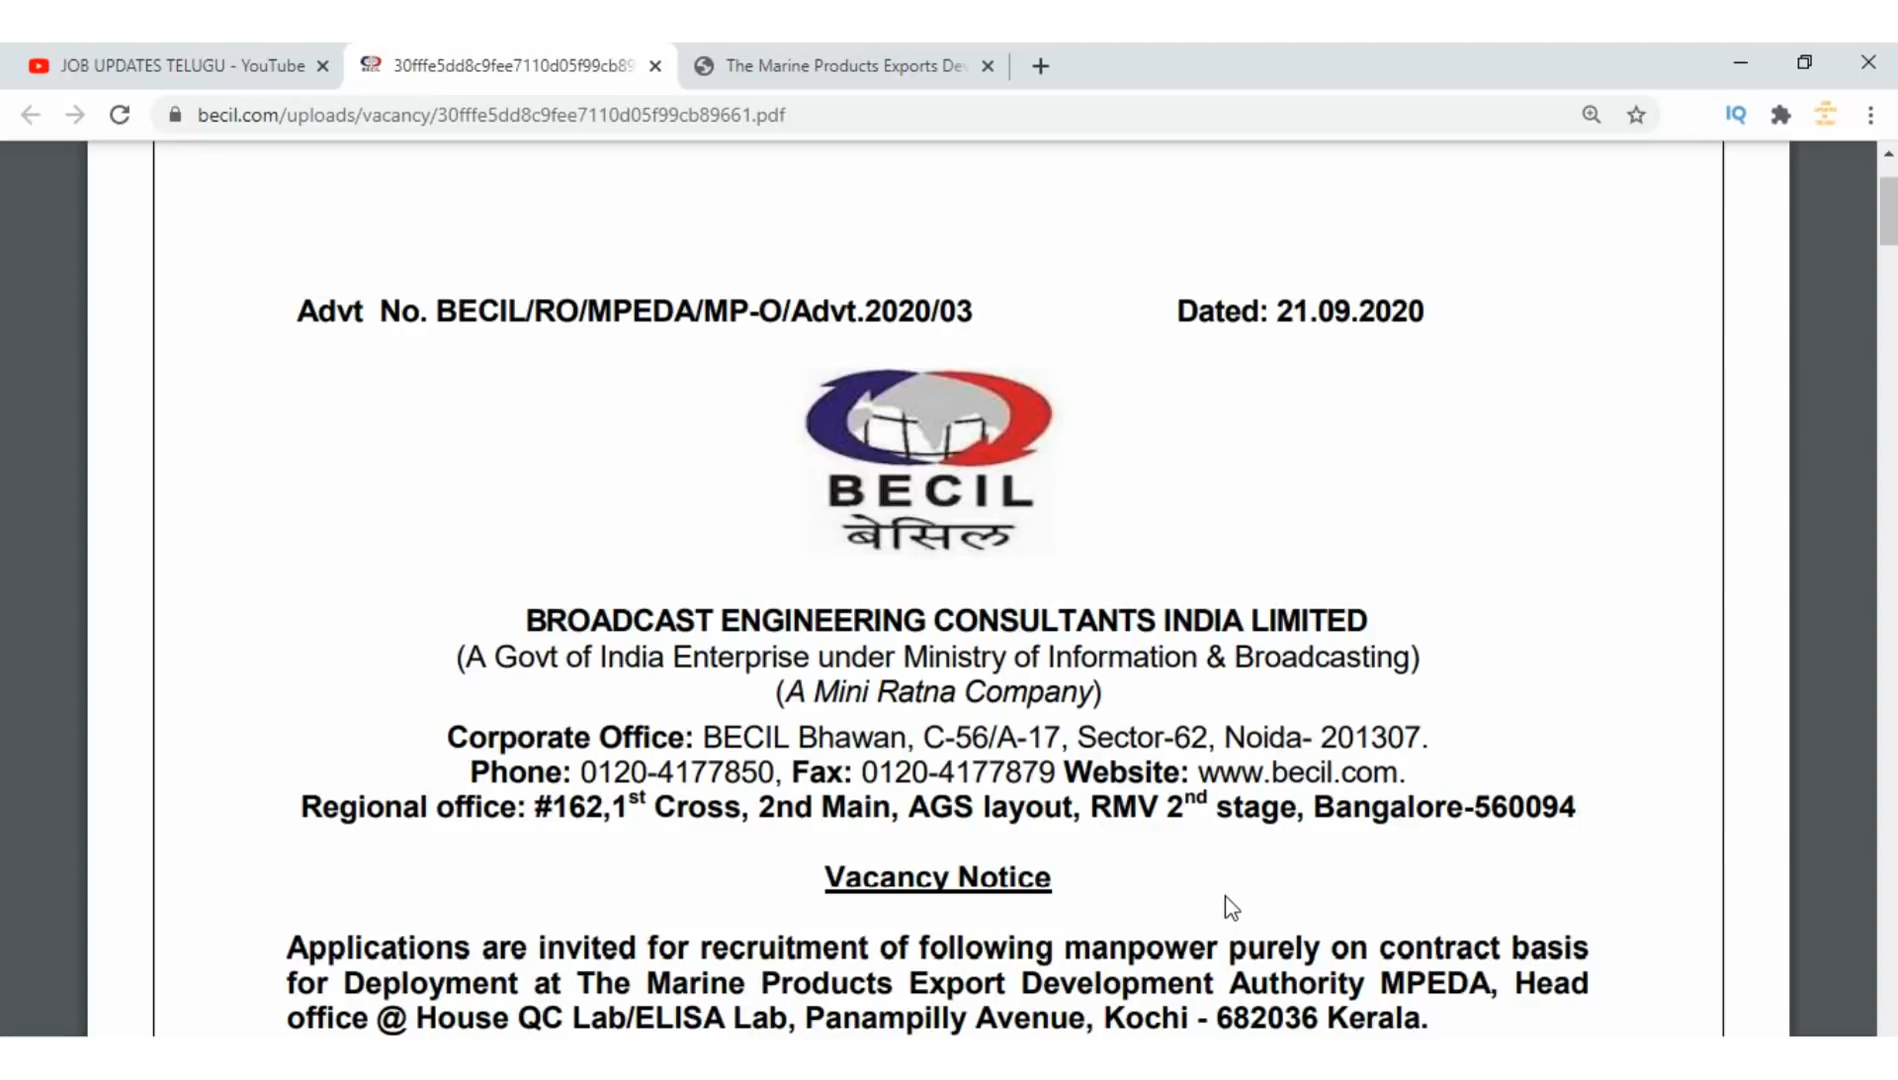 JOB UPDATES TELUGU - YouTube
30fffe5dd8c9fee7110d05f99cb89
The Marine Products Exports De
becil.com/uploads/vacancy/30fffe5dd8c9fee7110d05f99cb89661.pdf
IQ
Advt No. BECIL/RO/MPEDA/MP-O/Advt.2020/03 Dated: 21.09.2020
BECIL
बेसिल
BROADCAST ENGINEERING CONSULTANTS INDIA LIMITED
(A Govt of India Enterprise under Ministry of Information & Broadcasting)
(A Mini Ratna Company)
Corporate Office: BECIL Bhawan, C-56/A-17, Sector-62, Noida- 201307.
Phone: 0120-4177850, Fax: 0120-4177879 Website: www.becil.com.
Regional office: #162,1st Cross, 2nd Main, AGS layout, RMV 2nd stage, Bangalore-560094
Vacancy Notice
Applications are invited for recruitment of following manpower purely on contract basis
for Deployment at The Marine Products Export Development Authority MPEDA, Head
office @ House QC Lab/ELISA Lab, Panampilly Avenue, Kochi - 682036 Kerala.